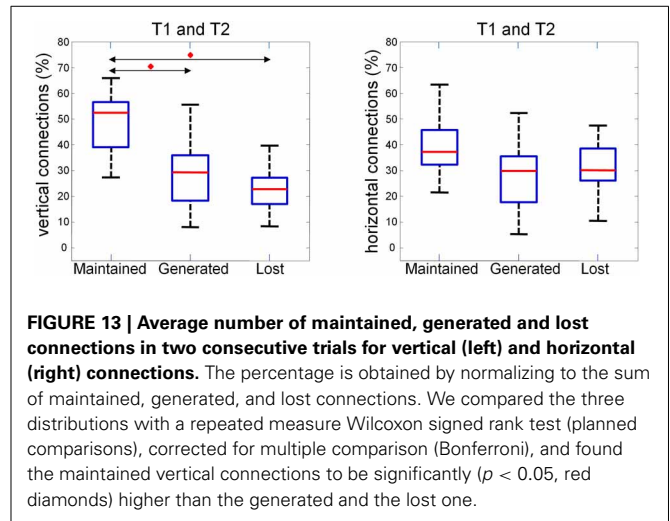 T1 and T2
vertical connections (%)
80
70
60
50
40
30
20
10
0
Maintained Generated Lost
T1 and T2
horizontal connections (%)
80
70
60
50
40
30
20
10
0
Maintained Generated Lost
FIGURE 13 | Average number of maintained, generated and lost
connections in two consecutive trials for vertical (left) and horizontal
(right) connections. The percentage is obtained by normalizing to the sum
of maintained, generated, and lost connections. We compared the three
distributions with a repeated measure Wilcoxon signed rank test (planned
comparisons), corrected for multiple comparison (Bonferroni), and found
the maintained vertical connections to be significantly (p < 0.05, red
diamonds) higher than the generated and the lost one.